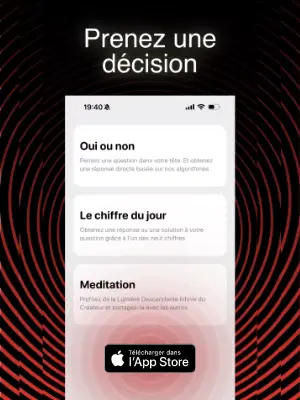 Prenez une
décision
19:40
Oui ou non
Pensez une question dans votre tête. Et obtenez
une réponse directe basée sur nos algorithmes.
Le chiffre du jour
Obtenez une réponse ou une solution à votre
question grâce à l'un des neuf chiffres
Meditation
Profitez de la Lumière Descendante Infinie du
Créateur et partagez-la avec les autres
Télécharger dans
l'App Store